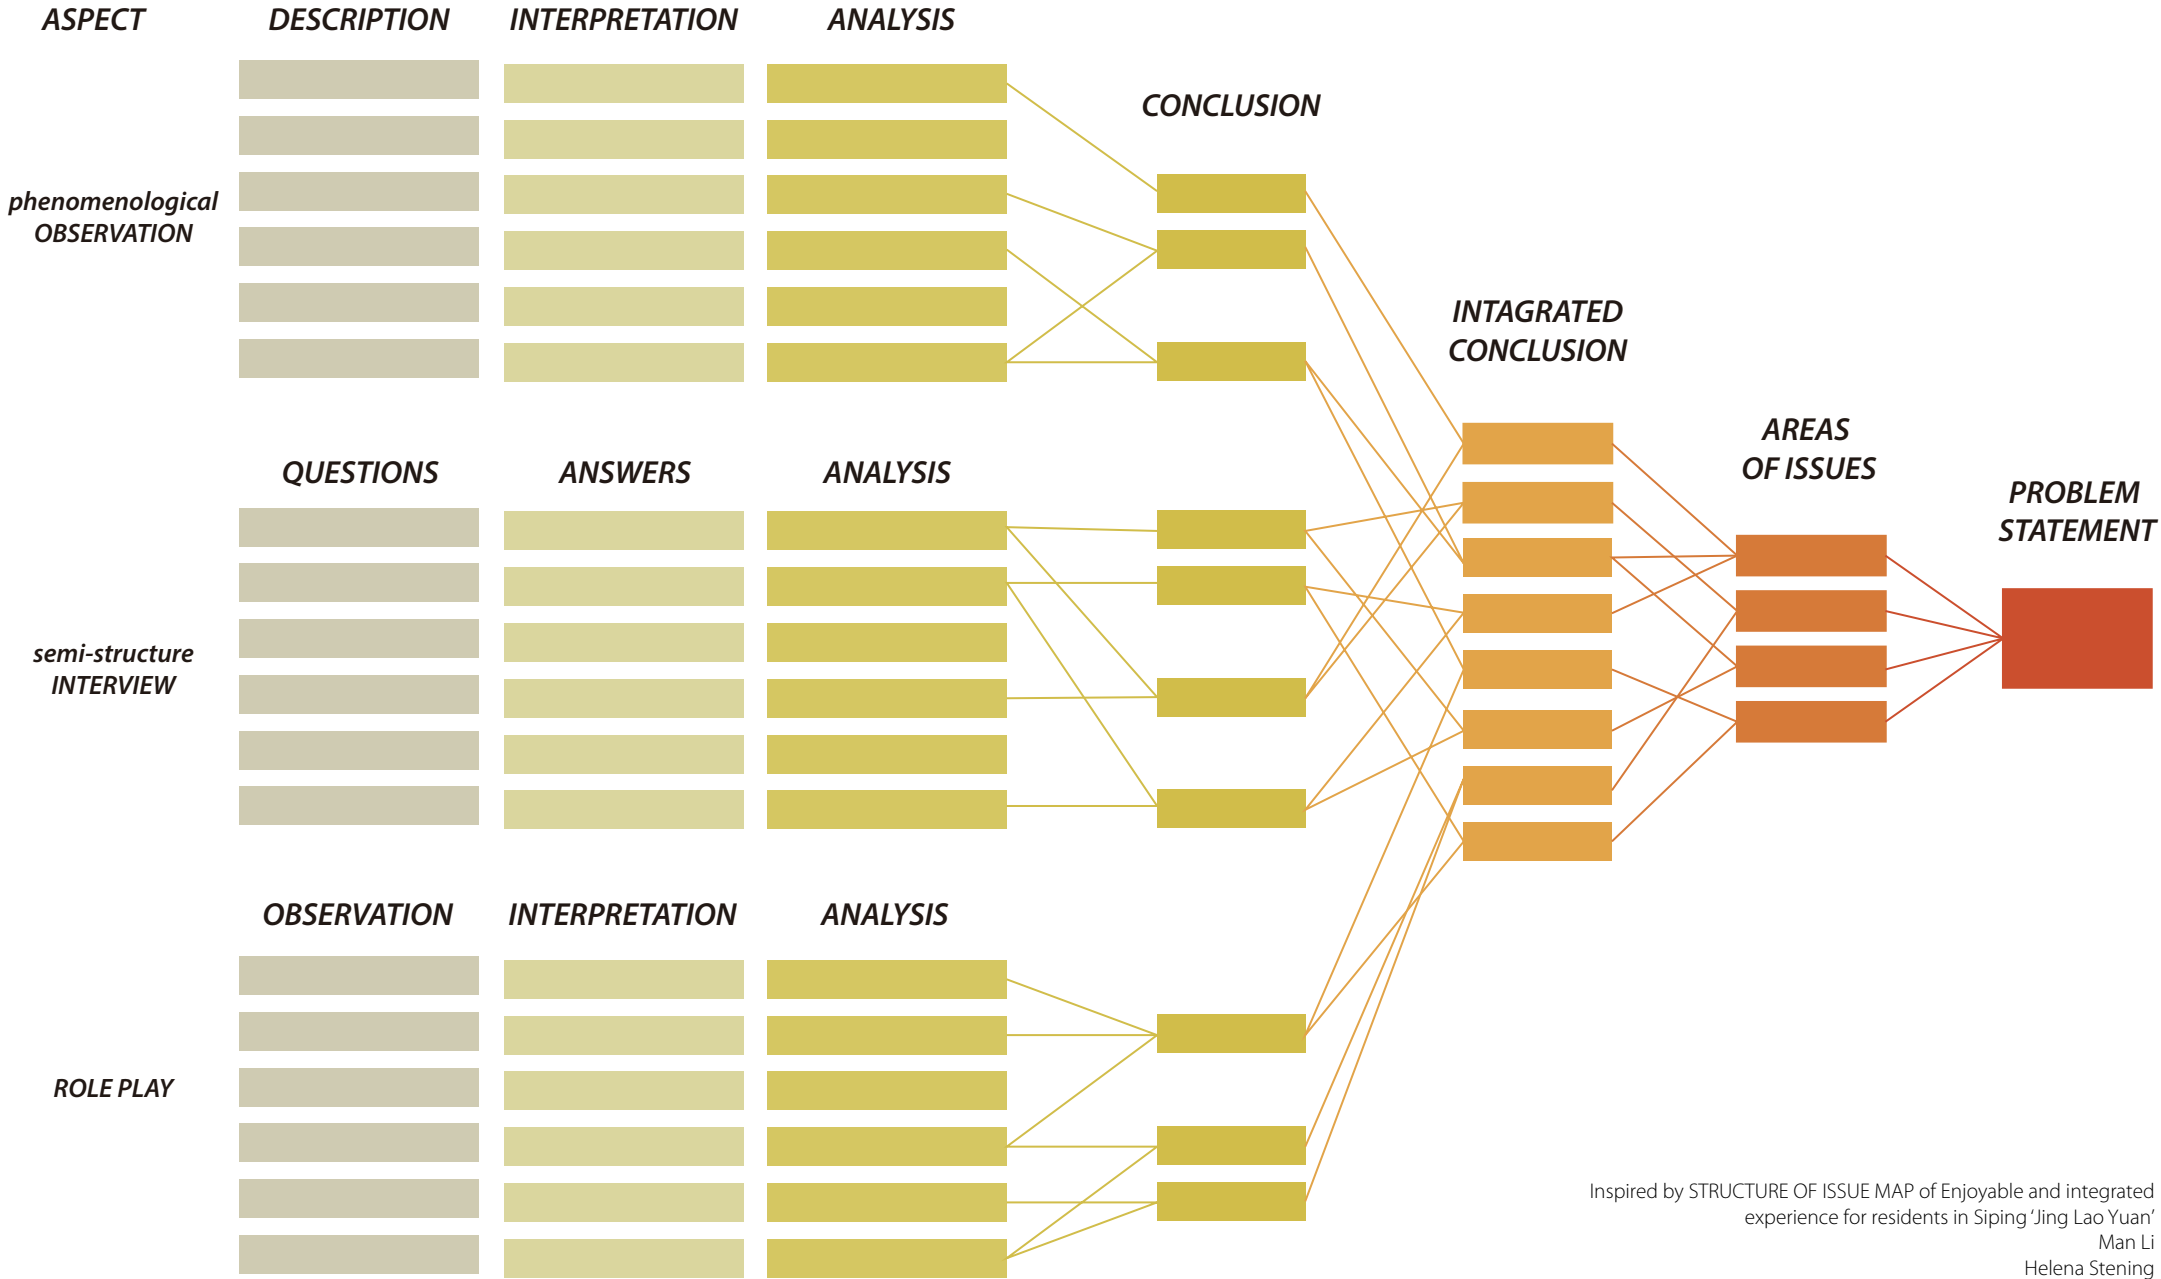 ASPECT
DESCRIPTION
INTERPRETATION
ANALYSIS
CONCLUSION
phenomenological
OBSERVATION
INTAGRATED
CONCLUSION
AREAS
OF ISSUES
PROBLEM
STATEMENT
QUESTIONS
ANSWERS
ANALYSIS
semi-structure
INTERVIEW
OBSERVATION
INTERPRETATION
ANALYSIS
ROLE PLAY
Inspired by STRUCTURE OF ISSUE MAP of Enjoyable and integrated
experience for residents in Siping ‘Jing Lao Yuan’
Man Li
Helena Stening